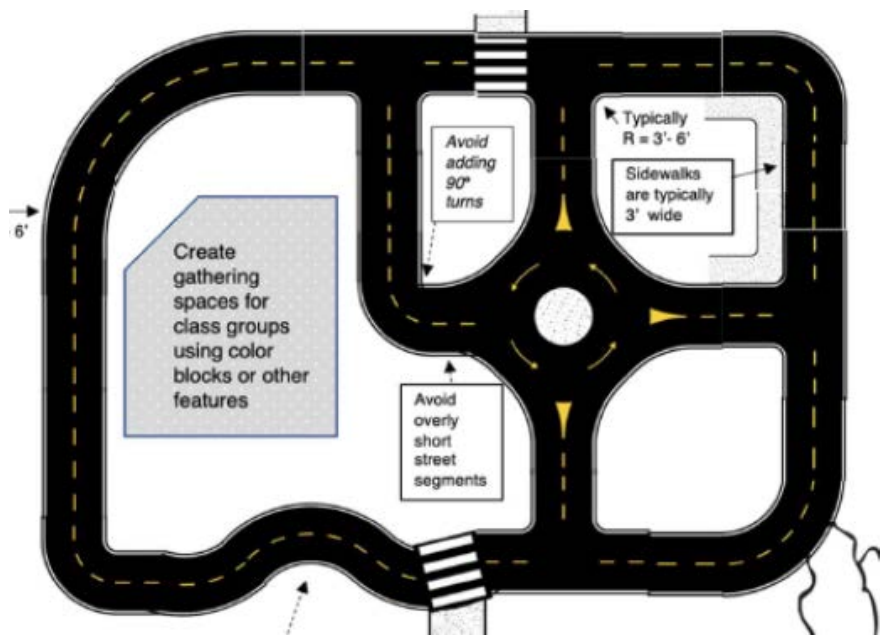 Avoid
adding
90°
turns
Typically
R = 3'- 6'
Sidewalks
are typically
3' wide
6'
Create
gathering
spaces for
class groups
using color
blocks or other
features
Avoid
overly
short
street
segments